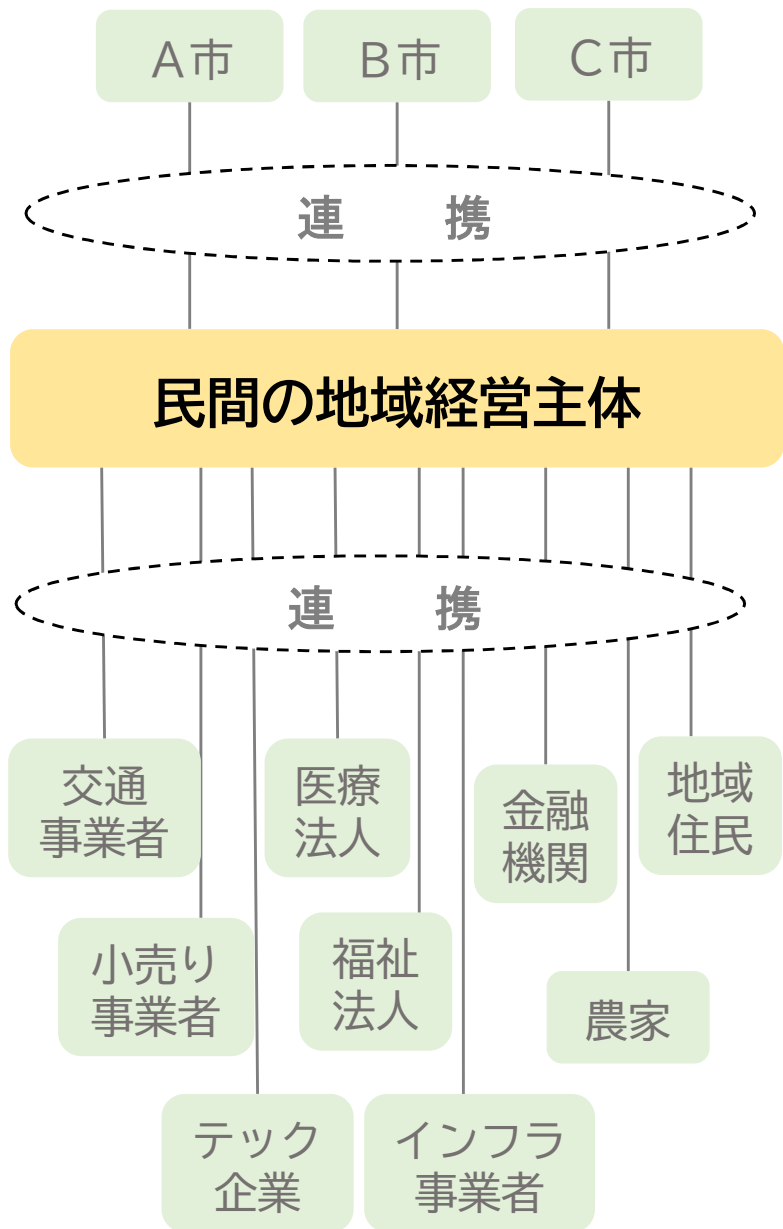 A市
B市
C市
連 携
民間の地域経営主体
連 携
交通
事業者
医療
法人
金融
機関
地域
住民
小売り
事業者
福祉
法人
農家
テック
企業
インフラ
事業者